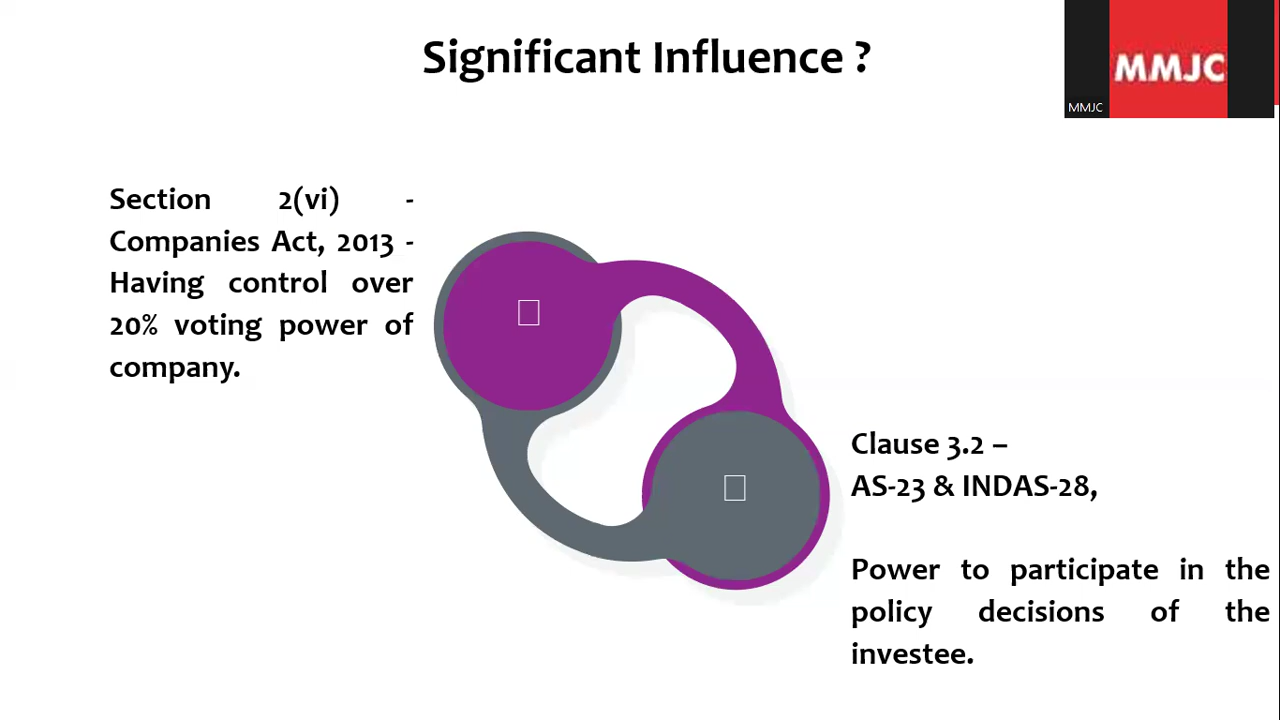 Significant Influence ?
MMJC
MMJC
Section 2(vi) -
Companies Act, 2013 -
Having control over
20% voting power of
company.
Clause 3.2 –
AS-23 & INDAS-28,
Power to participate in the
policy decisions of the
investee.